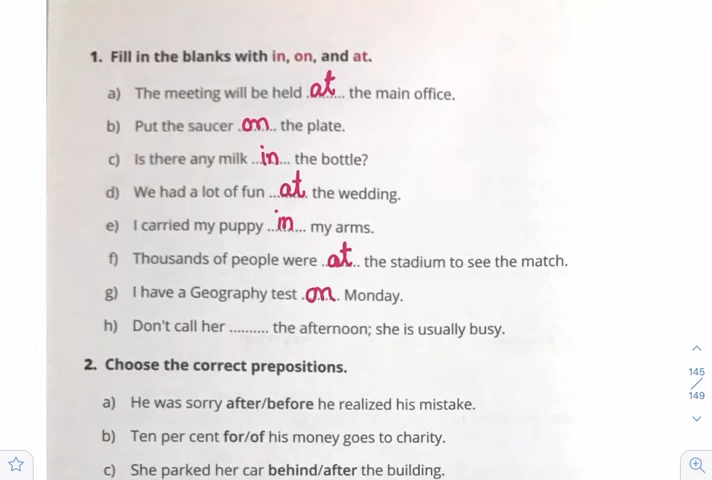 1. Fill in the blanks with in, on, and at.
a) The meeting will be held .at.... the main office.
b) Put the saucer .on.. the plate.
c) Is there any milk ..in... the bottle?
d) We had a lot of fun ...at.. the wedding.
e) I carried my puppy ...in... my arms.
f) Thousands of people were ..at.. the stadium to see the match.
g) I have a Geography test .on.. Monday.
h) Don't call her .......... the afternoon; she is usually busy.
2. Choose the correct prepositions.
a) He was sorry after/before he realized his mistake.
b) Ten per cent for/of his money goes to charity.
c) She parked her car behind/after the building.
145
149